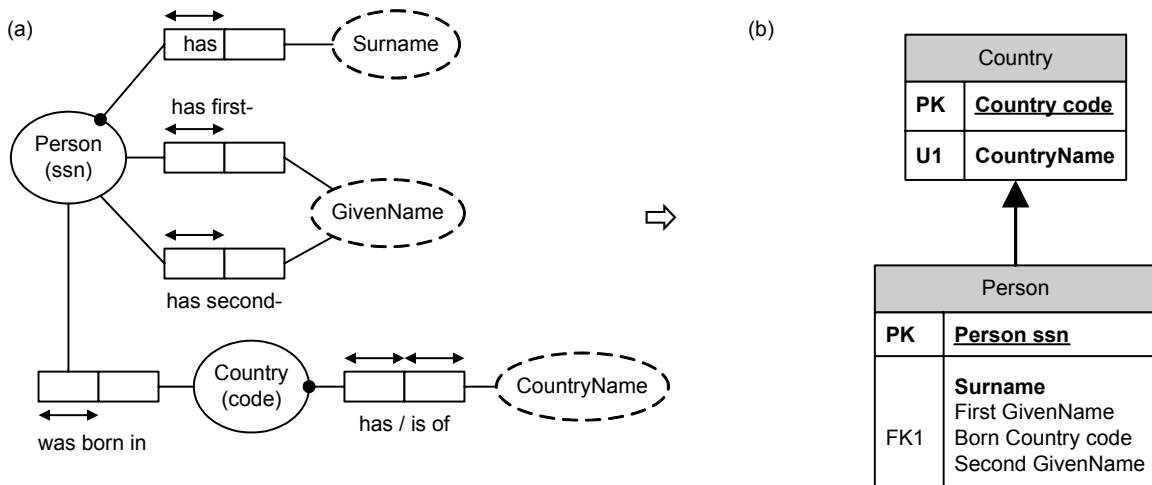 (a)
has
Surname
has first-
Person
(ssn)
GivenName
has second-
Country
(code)
CountryName
was born in
has / is of
(b)
Country
PK Country code
U1 CountryName
Person
PK Person ssn
Surname
First GivenName
FK1 Born Country code
Second GivenName